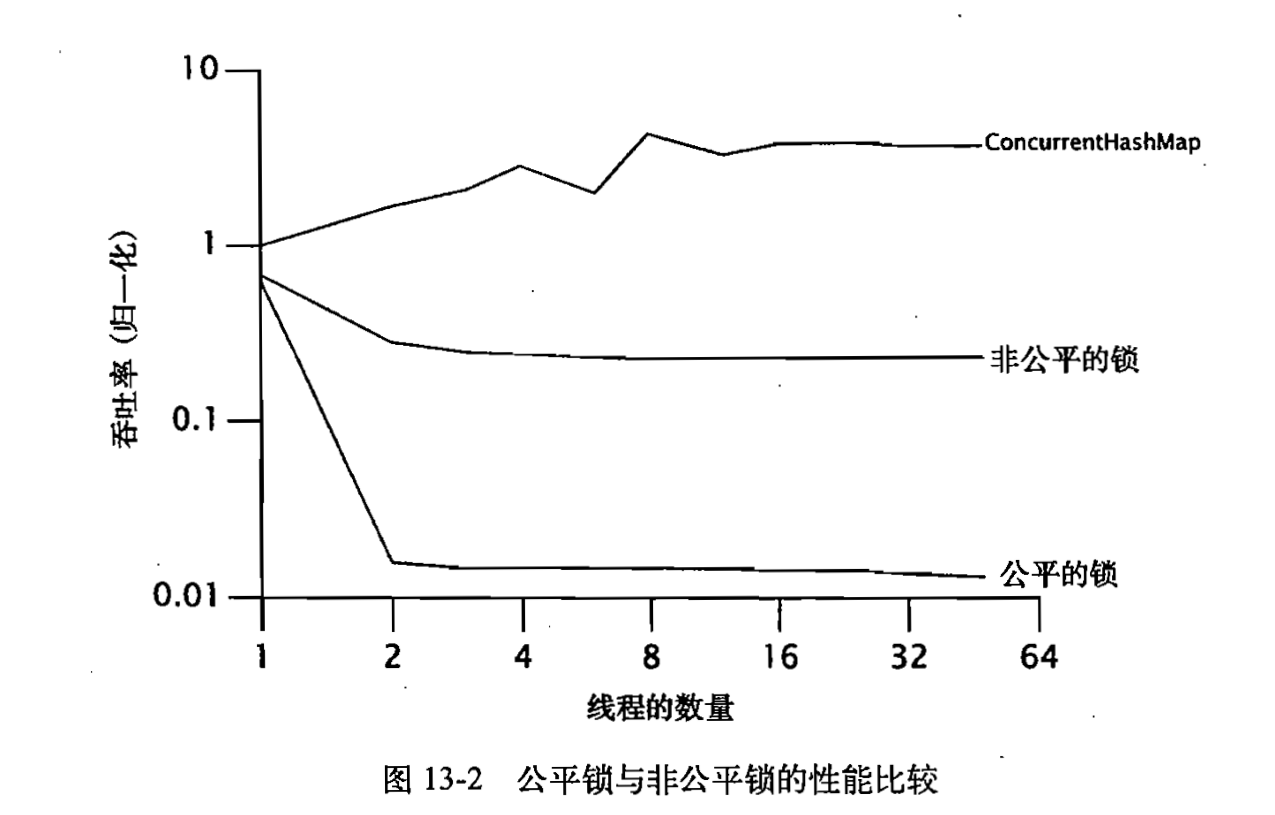 10
ConcurrentHashMap
1
吞吐率（归一化）
非公平的锁
0.1
公平的锁
0.01
1 2 4 8 16 32 64
线程的数量
图 13-2 公平锁与非公平锁的性能比较